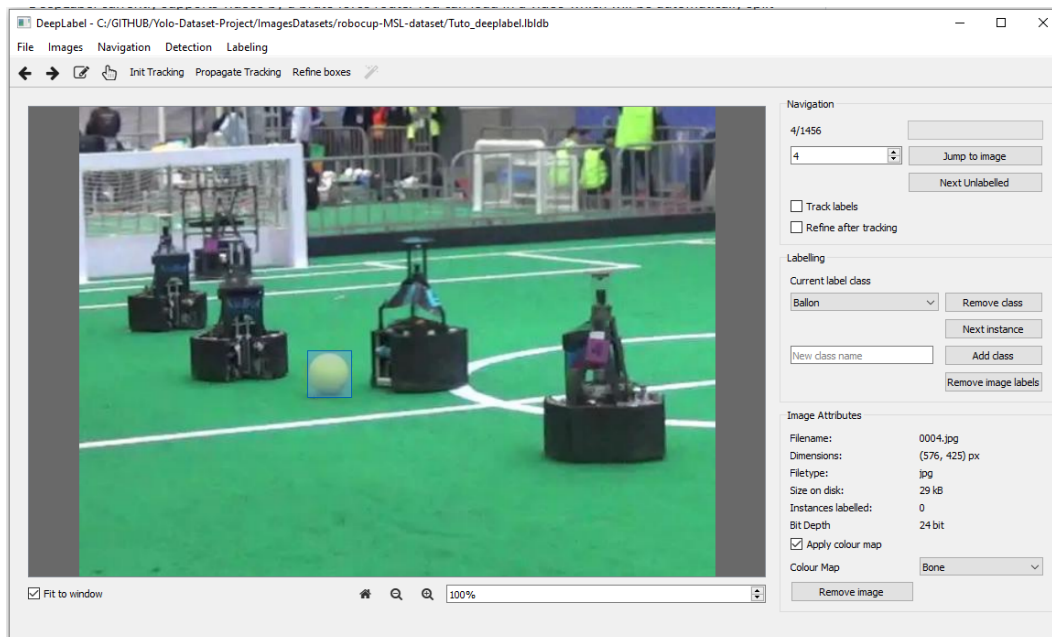 DeepLabel - C:/GITHUB/Yolo-Dataset-Project/ImagesDatasets/robocup-MSL-dataset/Tuto_deeplabel.lbldb
File Images Navigation Detection Labeling
Init Tracking Propagate Tracking Refine boxes
Navigation
4/1456
4 Jump to image
Next Unlabelled
Track labels
Refine after tracking
Labelling
Current label class
Ballon Remove class
Next instance
New class name Add class
Remove image labels
Image Attributes
Filename: 0004.jpg
Dimensions: (576, 425) px
Filetype: jpg
Size on disk: 29 kB
Instances labelled: 0
Bit Depth 24 bit
Apply colour map
Colour Map Bone
Remove image
Fit to window 100%